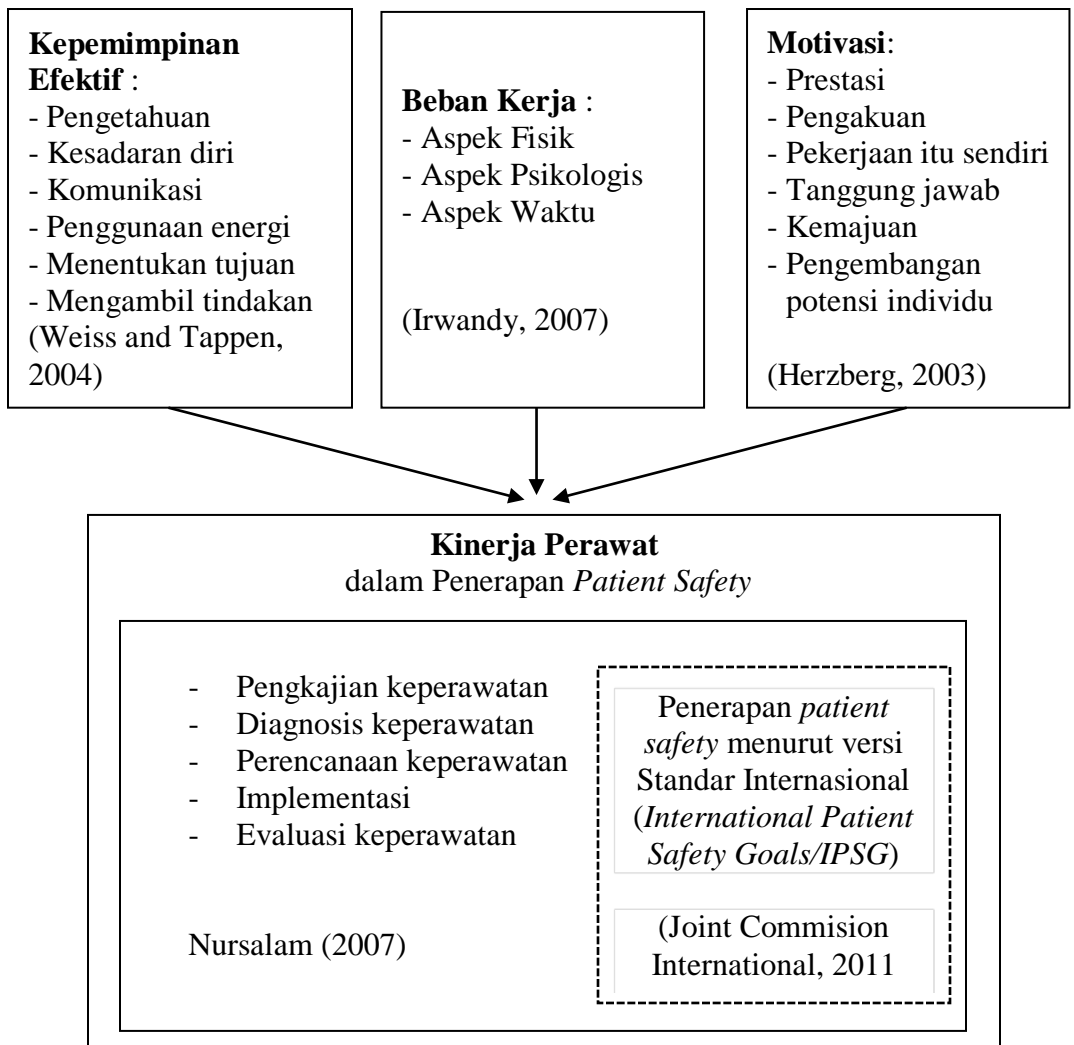 Kepemimpinan
Efektif :
- Pengetahuan
- Kesadaran diri
- Komunikasi
- Penggunaan energi
- Menentukan tujuan
- Mengambil tindakan
(Weiss and Tappen,
2004)
Beban Kerja :
- Aspek Fisik
- Aspek Psikologis
- Aspek Waktu
(Irwandy, 2007)
Motivasi:
- Prestasi
- Pengakuan
- Pekerjaan itu sendiri
- Tanggung jawab
- Kemajuan
- Pengembangan
potensi individu
(Herzberg, 2003)
Kinerja Perawat
dalam Penerapan Patient Safety
- Pengkajian keperawatan
- Diagnosis keperawatan
- Perencanaan keperawatan
- Implementasi
- Evaluasi keperawatan
Nursalam (2007)
Penerapan patient
safety menurut versi
Standar Internasional
(International Patient
Safety Goals/IPSG)
(Joint Commision
International, 2011